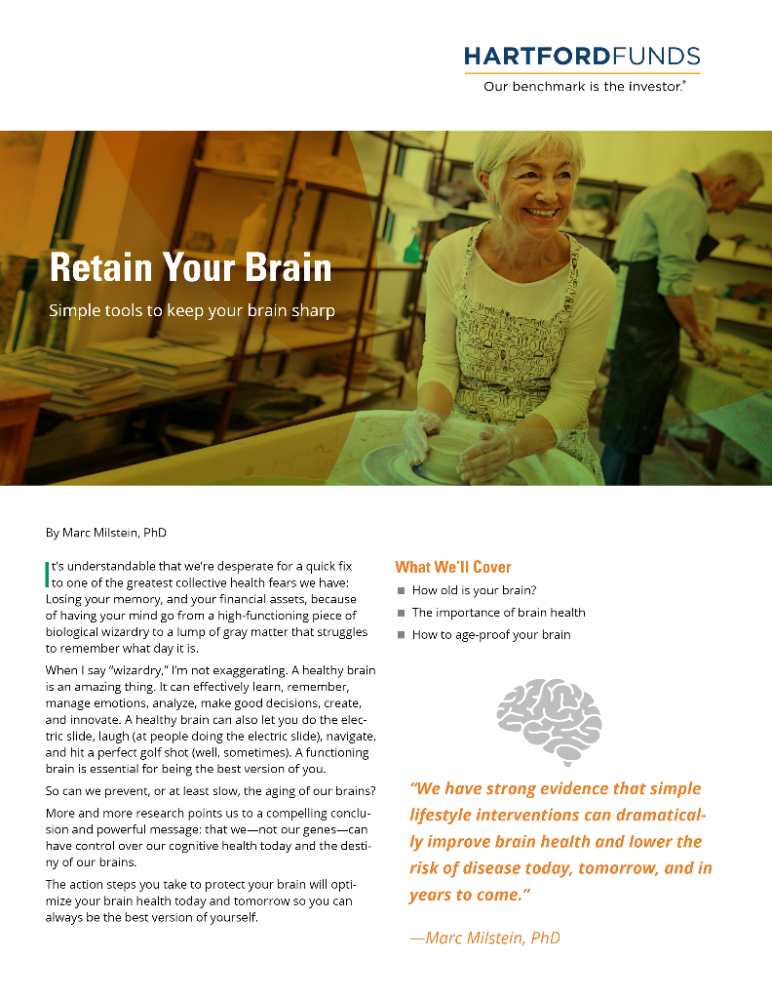 HARTFORDFUNDS
Our benchmark is the investor.®
Retain Your Brain
Simple tools to keep your brain sharp
By Marc Milstein, PhD
It’s understandable that we’re desperate for a quick fix
to one of the greatest collective health fears we have:
Losing your memory, and your financial assets, because
of having your mind go from a high-functioning piece of
biological wizardry to a lump of gray matter that struggles
to remember what day it is.
When I say “wizardry,” I’m not exaggerating. A healthy brain
is an amazing thing. It can effectively learn, remember,
manage emotions, analyze, make good decisions, create,
and innovate. A healthy brain can also let you do the elec-
tric slide, laugh (at people doing the electric slide), navigate,
and hit a perfect golf shot (well, sometimes). A functioning
brain is essential for being the best version of you.
So can we prevent, or at least slow, the aging of our brains?
More and more research points us to a compelling conclu-
sion and powerful message: that we—not our genes—can
have control over our cognitive health today and the desti-
ny of our brains.
The action steps you take to protect your brain will opti-
mize your brain health today and tomorrow so you can
always be the best version of yourself.
What We’ll Cover
How old is your brain?
The importance of brain health
How to age-proof your brain
“We have strong evidence that simple
lifestyle interventions can dramatical-
ly improve brain health and lower the
risk of disease today, tomorrow, and in
years to come.”
—Marc Milstein, PhD